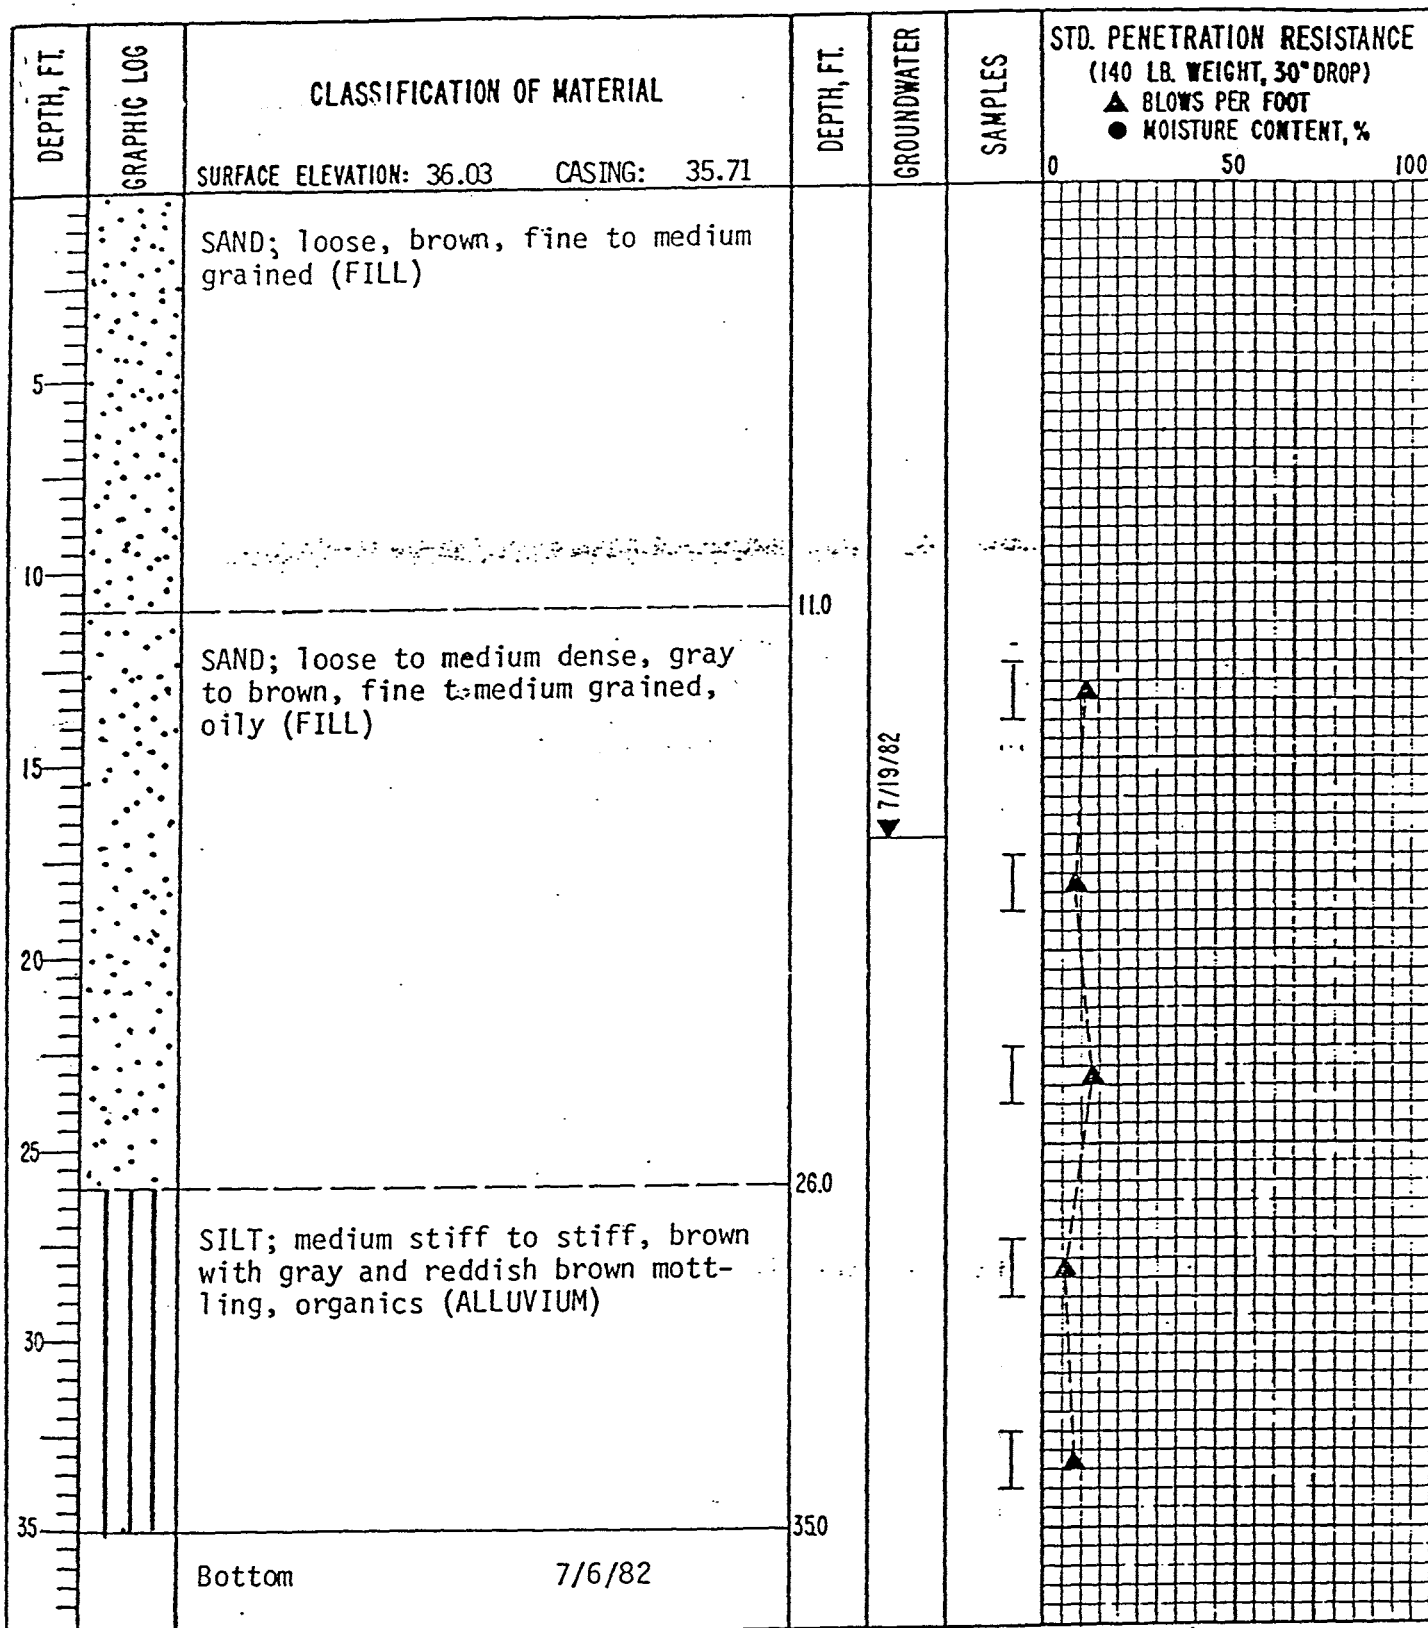 DEPTH, FT.
GRAPHIC LOG
CLASSIFICATION OF MATERIAL
SURFACE ELEVATION: 36.03 CASING: 35.71
DEPTH, FT.
GROUNDWATER
SAMPLES
STD. PENETRATION RESISTANCE
(140 LB. WEIGHT, 30" DROP)
▲ BLOWS PER FOOT
● MOISTURE CONTENT, %
0 50 100
SAND; loose, brown, fine to medium
grained (FILL)
5
10
11.0
SAND; loose to medium dense, gray
to brown, fine to medium grained,
oily (FILL)
15
7/19/82
20
25
26.0
SILT; medium stiff to stiff, brown
with gray and reddish brown mott-
ling, organics (ALLUVIUM)
30
35
35.0
Bottom 7/6/82